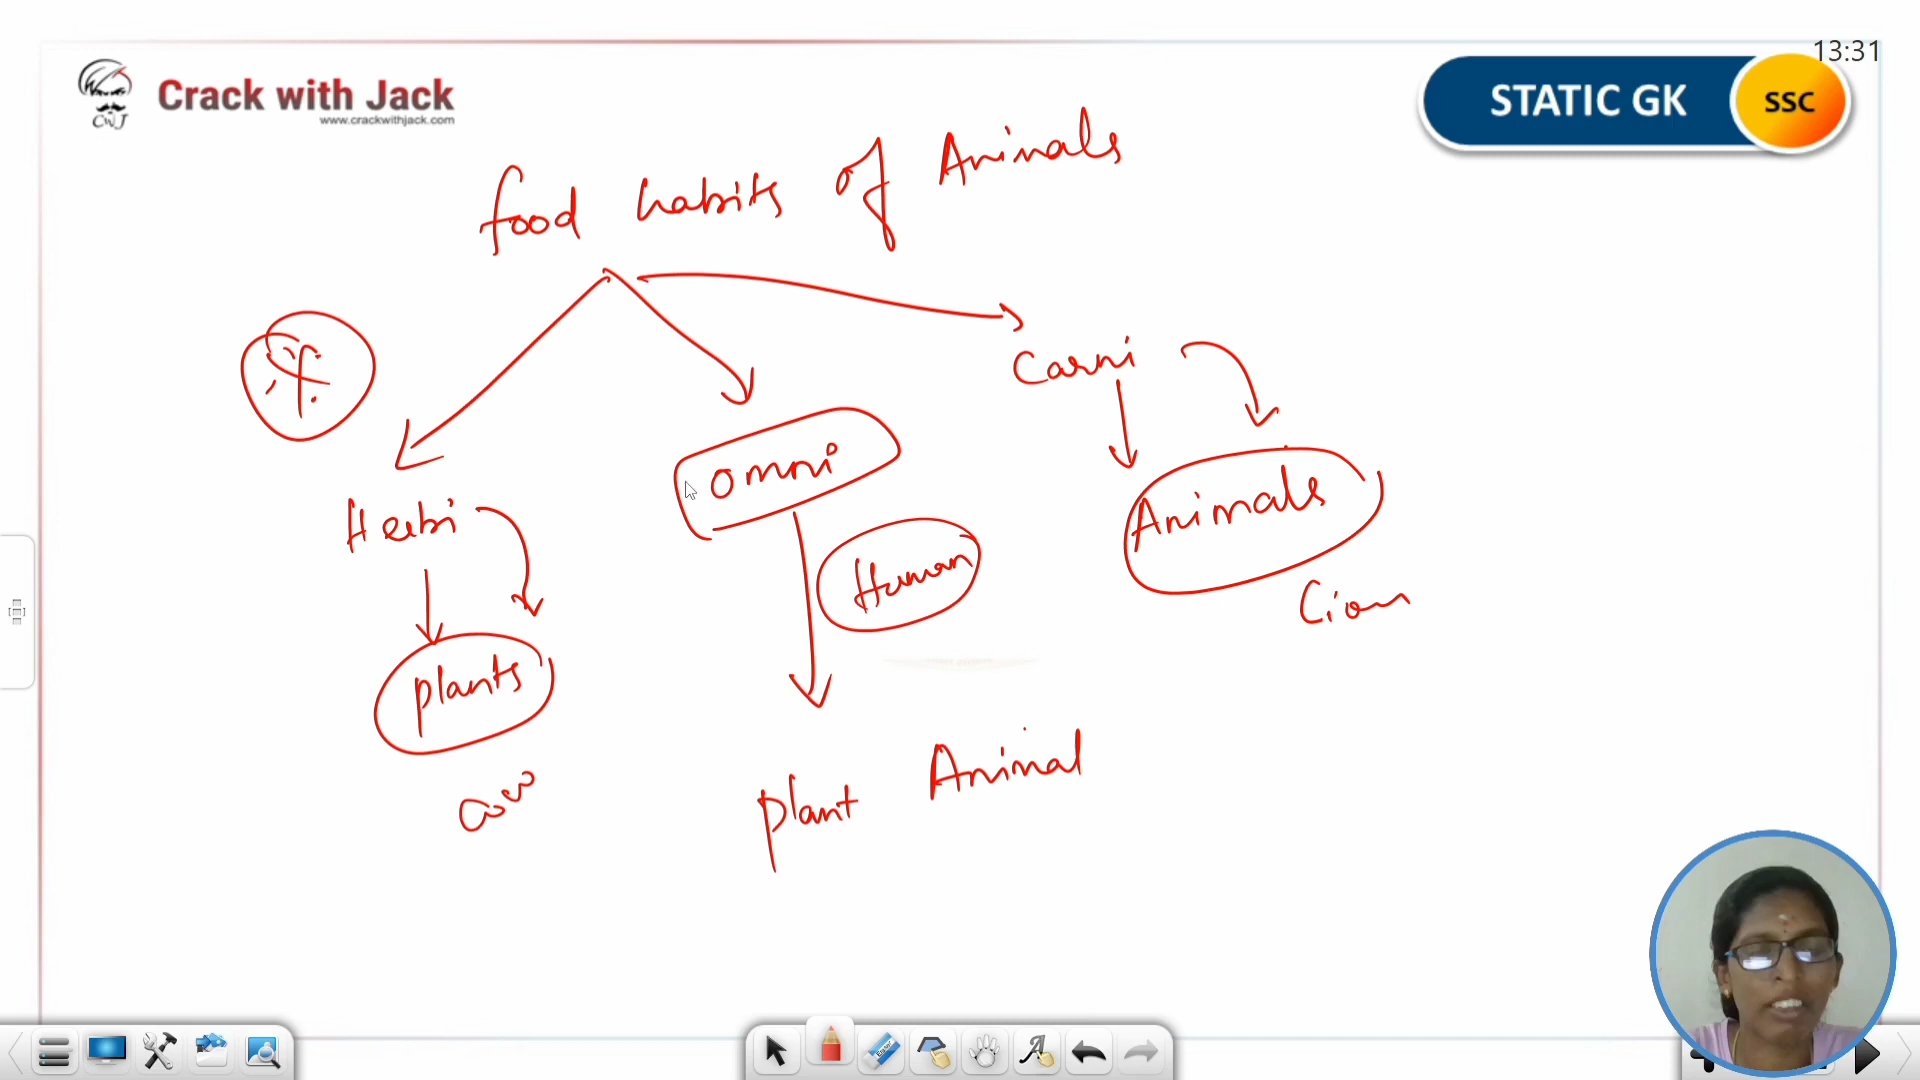 13:31
Crack with Jack
www.crackwithjack.com
CWJ
STATIC GK
SSC
food habits of Animals
Carni
omni
Animals
Herbi
Human
plants
Cow
plant Animal